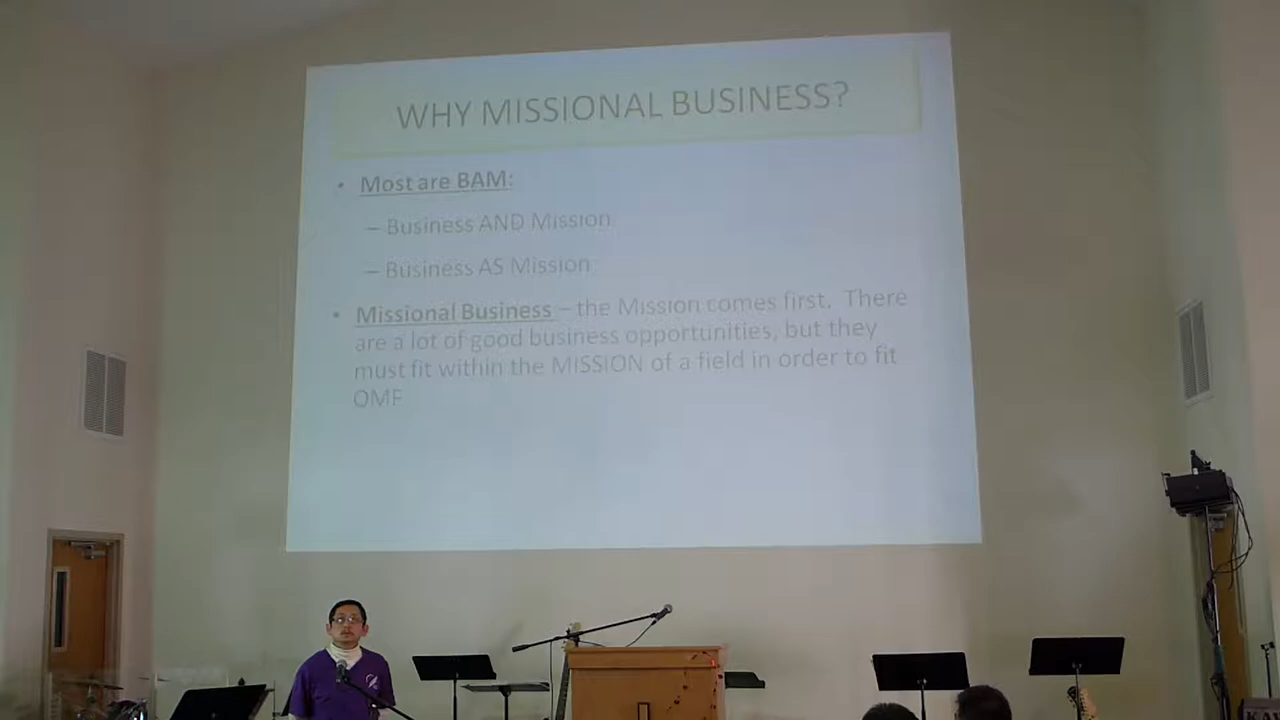 WHY MISSIONAL BUSINESS?
• Most are BAM:
– Business AND Mission
– Business AS Mission
• Missional Business – the Mission comes first. There
are a lot of good business opportunities, but they
must fit within the MISSION of a field in order to fit
OMF